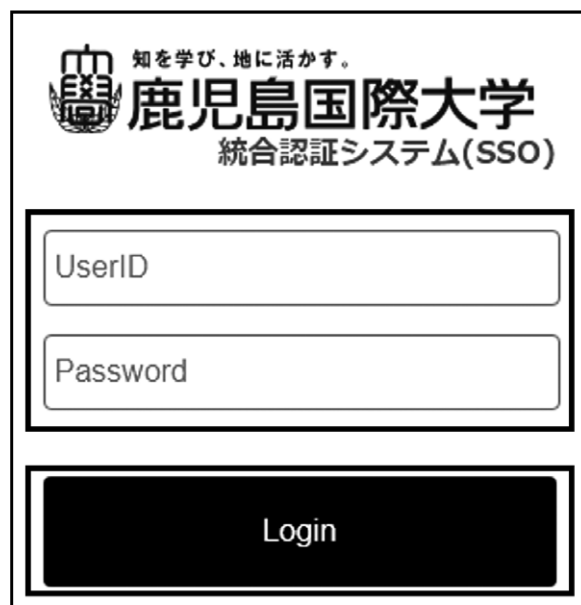 知を学び、地に活かす。
鹿児島国際大学
統合認証システム(SSO)
UserID
Password
Login